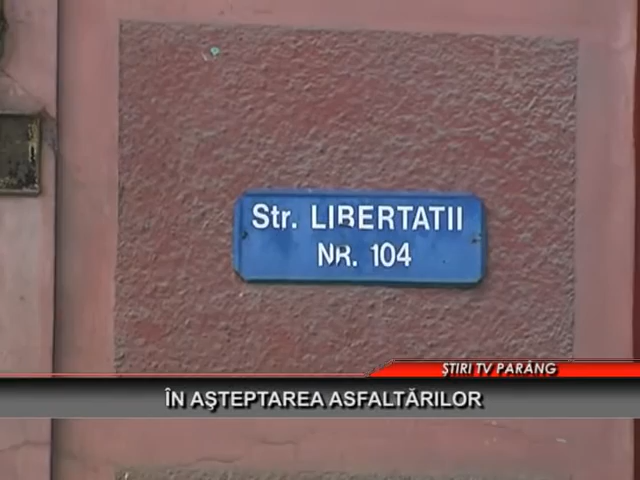 Str. LIBERTATII
NR. 104
ŞTIRI TV PARÂNG
ÎN AŞTEPTAREA ASFALTĂRILOR